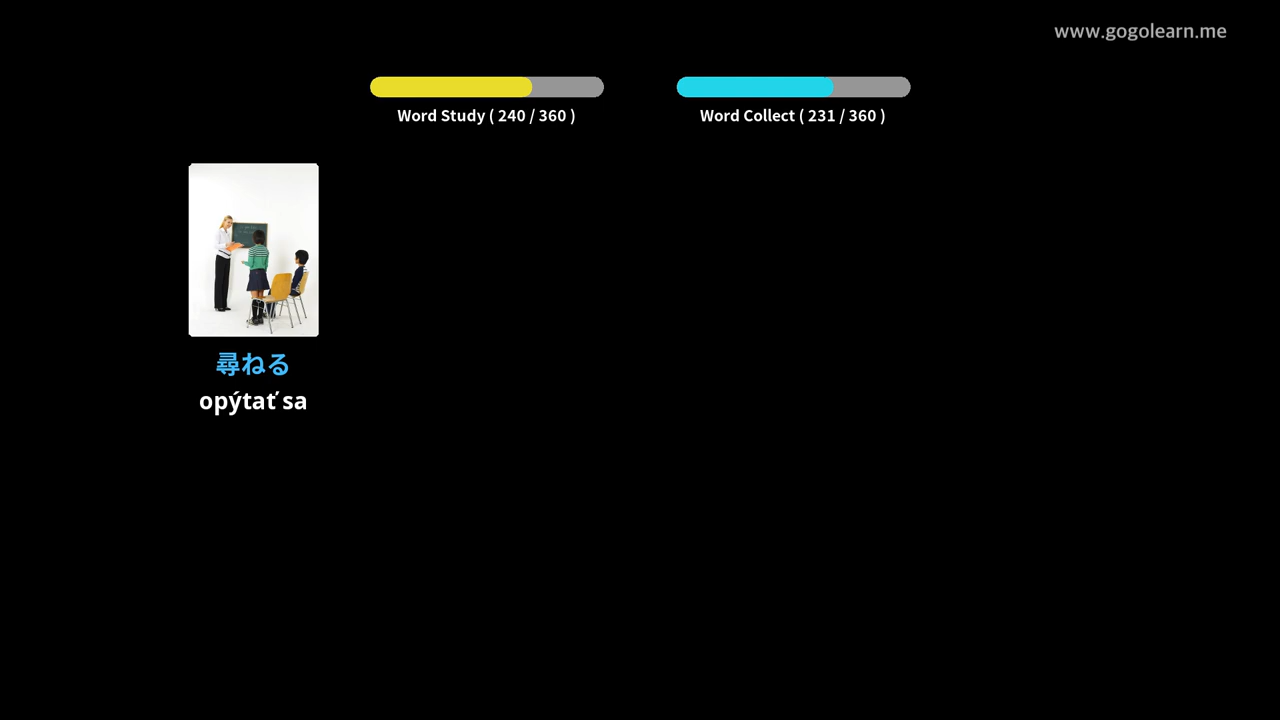 www.gogolearn.me
Word Study ( 240 / 360 )
Word Collect ( 231 / 360 )
尋ねる
opýtať sa